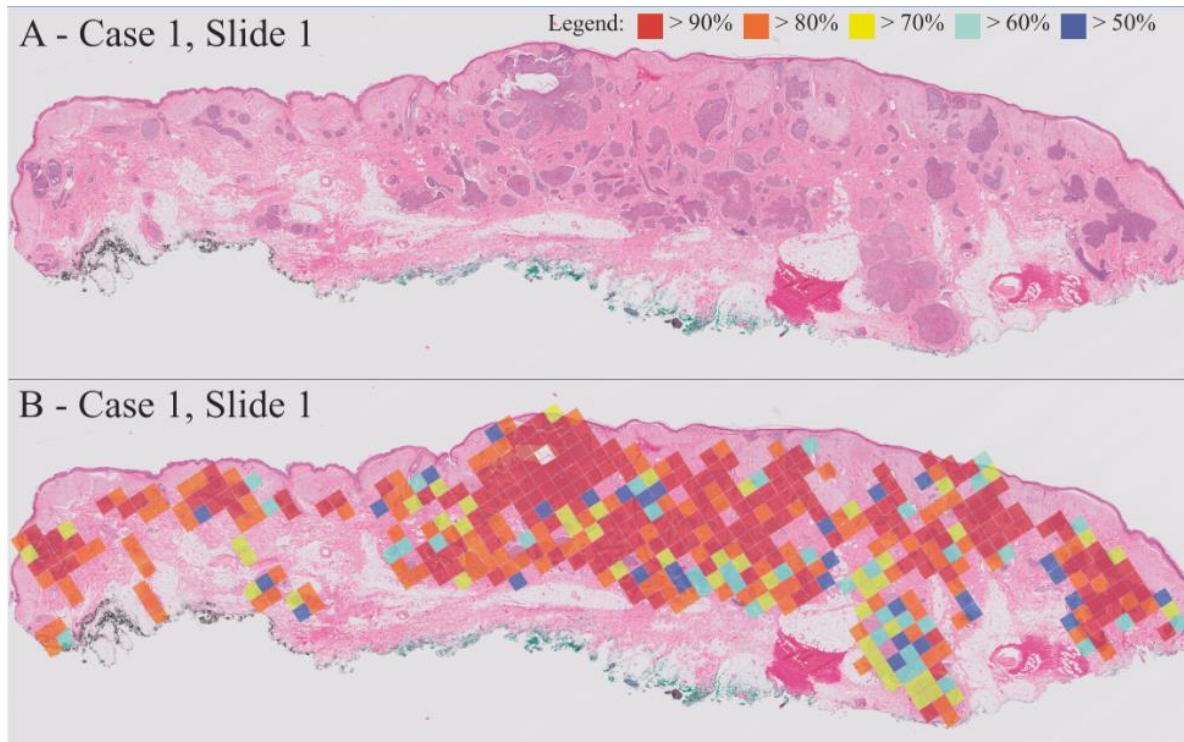 A - Case 1, Slide 1
Legend: > 90% > 80% > 70% > 60% > 50%
B - Case 1, Slide 1